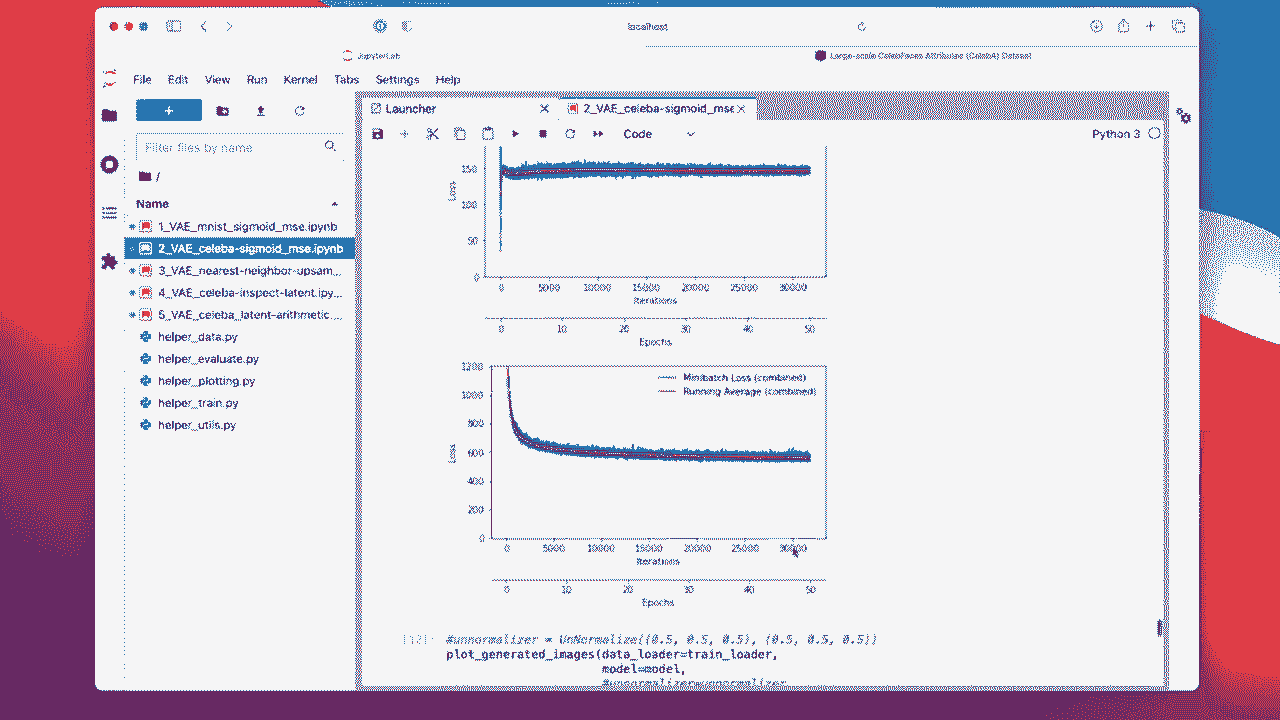 localhost
JupyterLab
Large-scale CelebFaces Attributes (CelebA) Dataset
File Edit View Run Kernel Tabs Settings Help
Launcher
2_VAE_celeba-sigmoid_mse
Filter files by name
Code
Python 3
/
Name
1_VAE_mnist_sigmoid_mse.ipynb
2_VAE_celeba-sigmoid_mse.ipynb
3_VAE_nearest-neighbor-upsam...
4_VAE_celeba-inspect-latent.ipy...
5_VAE_celeba_latent-arithmetic...
helper_data.py
helper_evaluate.py
helper_plotting.py
helper_train.py
helper_utils.py
150
100
50
0
Loss
0 5000 10000 15000 20000 25000 30000
Iterations
0 10 20 30 40 50
Epochs
1200
1000
800
600
400
200
0
Loss
Minibatch Loss (combined)
Running Average (combined)
0 5000 10000 15000 20000 25000 30000
Iterations
0 10 20 30 40 50
Epochs
#unnormalizer = UnNormalize((0.5, 0.5, 0.5), (0.5, 0.5, 0.5))
plot_generated_images(data_loader=train_loader,
model=model,
#unnormalizer=unnormalizer